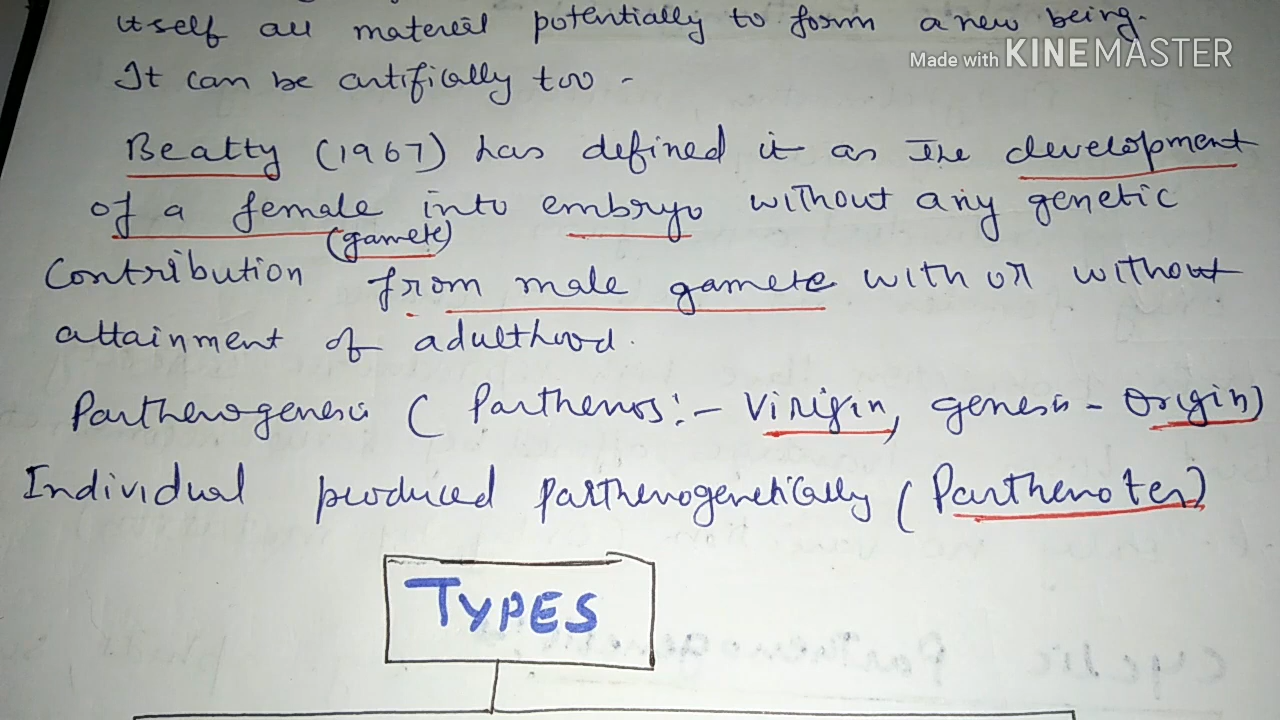 itself all material potentially to form a new being.
Made with KINEMASTER
It can be artifially too -
Beatty (1967) has defined it as The development
of a female into embryo without any genetic
(gamete)
Contribution from male gamete with or without
attainment of adulthood.
Parthenogenesis ( Parthenos:- Virigin, genesis - Origin)
Individual produced parthenogenetically (Parthenotes)
TYPES